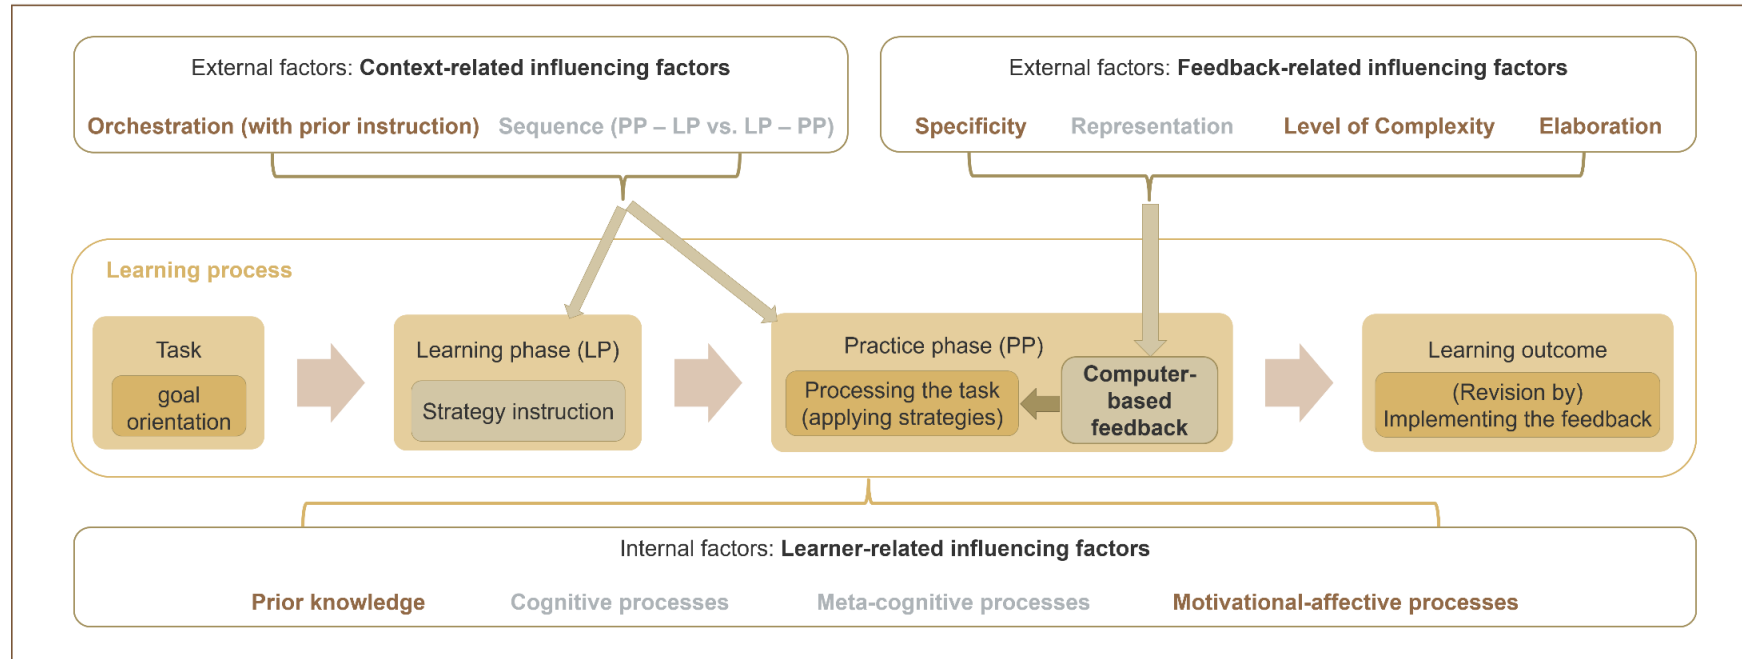 External factors: Context-related influencing factors
Orchestration (with prior instruction) Sequence (PP – LP vs. LP – PP)
External factors: Feedback-related influencing factors
Specificity Representation Level of Complexity Elaboration
Learning process
Task
goal
orientation
Learning phase (LP)
Strategy instruction
Practice phase (PP)
Processing the task
(applying strategies)
Computer-
based
feedback
Learning outcome
(Revision by)
Implementing the feedback
Internal factors: Learner-related influencing factors
Prior knowledge Cognitive processes Meta-cognitive processes Motivational-affective processes